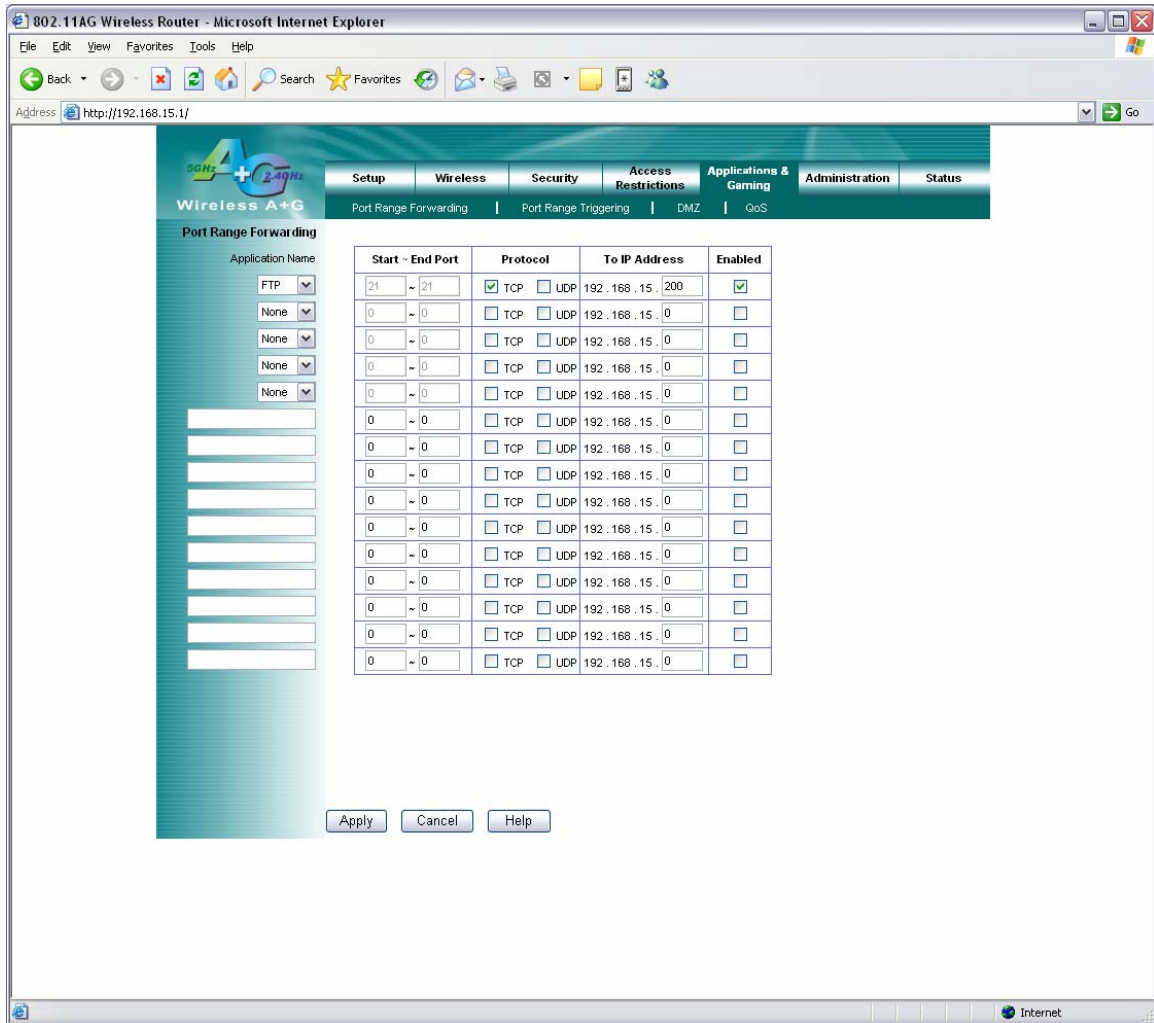 802.11AG Wireless Router - Microsoft Internet Explorer
File Edit View Favorites Tools Help
Back Search Favorites
Address http://192.168.15.1/ Go
5GHz A+G 2.4GHz
Wireless A+G
Setup Wireless Security Access Restrictions Applications & Gaming Administration Status
Port Range Forwarding | Port Range Triggering | DMZ | QoS
Port Range Forwarding
Application Name Start ~ End Port Protocol To IP Address Enabled
FTP 21 ~ 21 TCP UDP 192 . 168 . 15 . 200
None 0 ~ 0 TCP UDP 192 . 168 . 15 . 0
None 0 ~ 0 TCP UDP 192 . 168 . 15 . 0
None 0 ~ 0 TCP UDP 192 . 168 . 15 . 0
None 0 ~ 0 TCP UDP 192 . 168 . 15 . 0
0 ~ 0 TCP UDP 192 . 168 . 15 . 0
0 ~ 0 TCP UDP 192 . 168 . 15 . 0
0 ~ 0 TCP UDP 192 . 168 . 15 . 0
0 ~ 0 TCP UDP 192 . 168 . 15 . 0
0 ~ 0 TCP UDP 192 . 168 . 15 . 0
0 ~ 0 TCP UDP 192 . 168 . 15 . 0
0 ~ 0 TCP UDP 192 . 168 . 15 . 0
0 ~ 0 TCP UDP 192 . 168 . 15 . 0
0 ~ 0 TCP UDP 192 . 168 . 15 . 0
0 ~ 0 TCP UDP 192 . 168 . 15 . 0
Apply Cancel Help
Internet